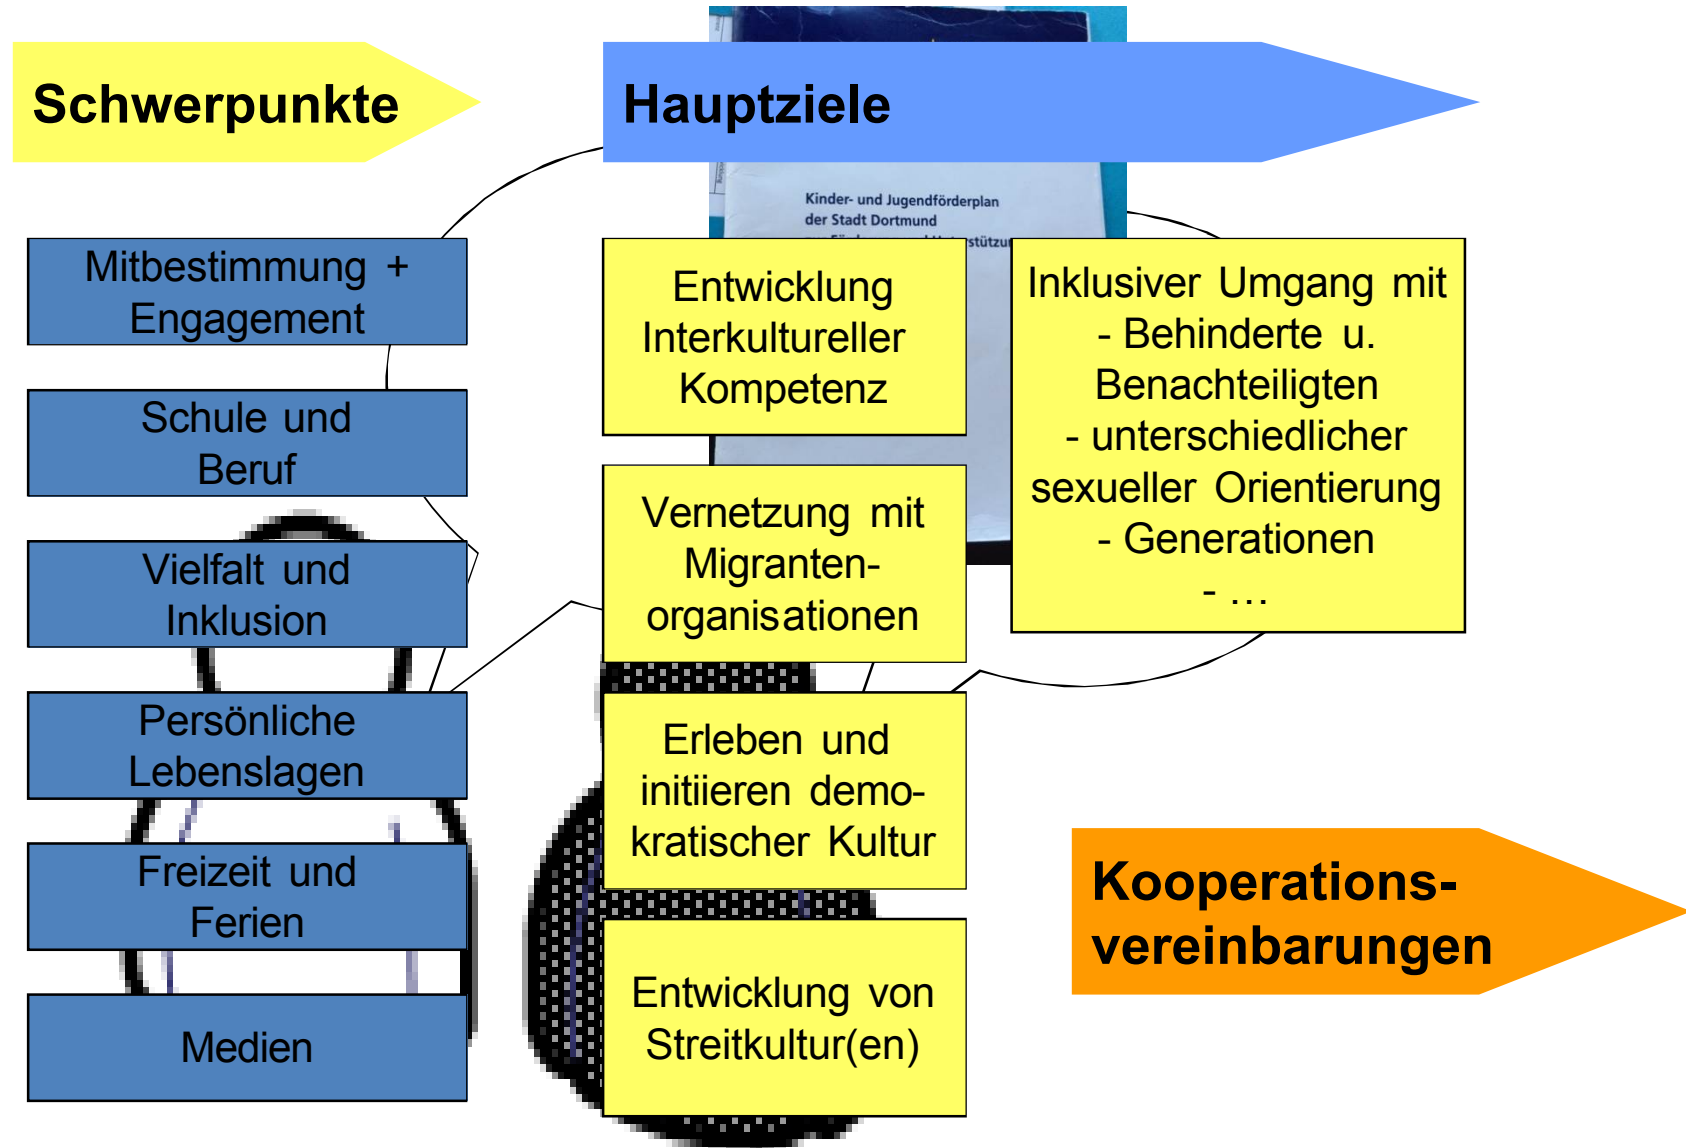 Schwerpunkte
Hauptziele
Kinder- und Jugendförderplan
der Stadt Dortmund
Mitbestimmung +
Engagement
Schule und
Beruf
Vielfalt und
Inklusion
Persönliche
Lebenslagen
Freizeit und
Ferien
Medien
Entwicklung
Interkultureller
Kompetenz
Vernetzung mit
Migranten-
organisationen
Erleben und
initiieren demo-
kratischer Kultur
Entwicklung von
Streitkultur(en)
Inklusiver Umgang mit
- Behinderte u.
Benachteiligten
- unterschiedlicher
sexueller Orientierung
- Generationen
- …
Kooperations-
vereinbarungen